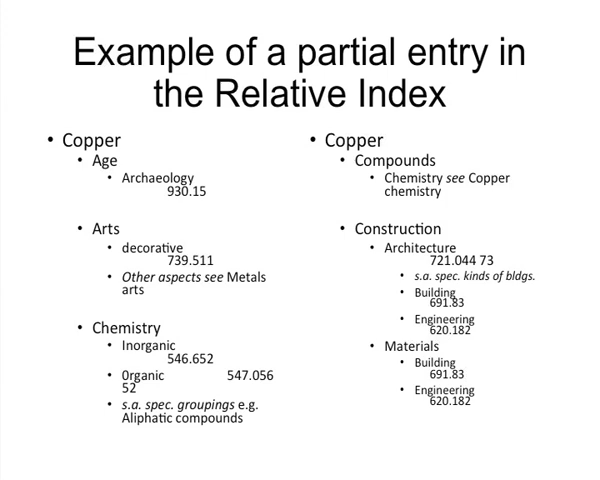 Example of a partial entry in
the Relative Index
• Copper
• Age
• Archaeology
930.15
• Arts
• decorative
739.511
• Other aspects see Metals
arts
• Chemistry
• Inorganic
546.652
• 0rganic 547.056
52
• s.a. spec. groupings e.g.
Aliphatic compounds
• Copper
• Compounds
• Chemistry see Copper
chemistry
• Construction
• Architecture
721.044 73
• s.a. spec. kinds of bldgs.
• Building
691.83
• Engineering
620.182
• Materials
• Building
691.83
• Engineering
620.182